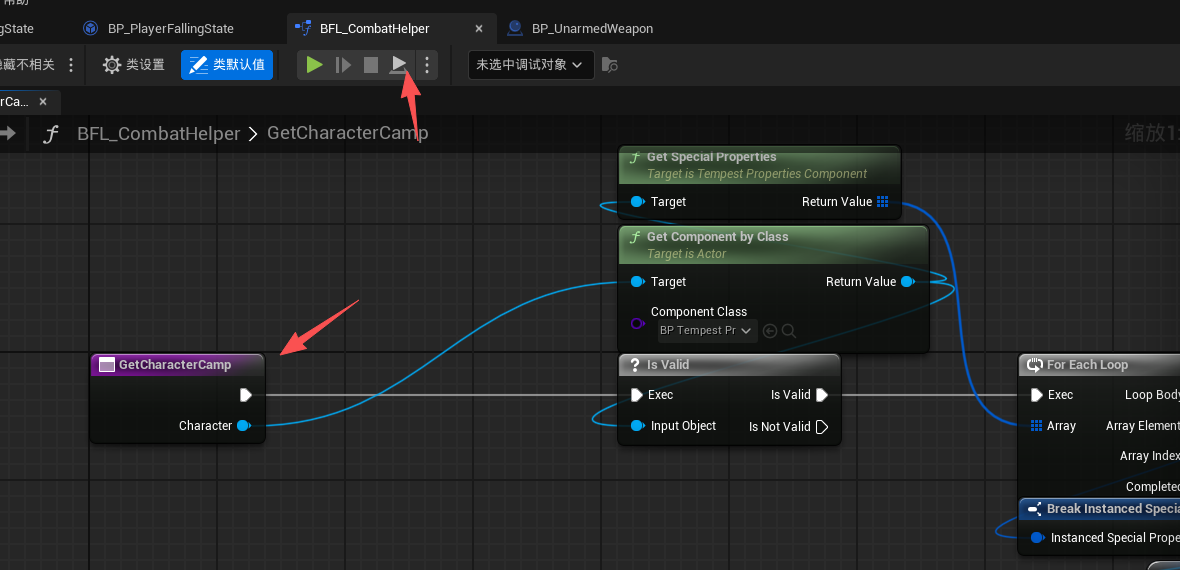 帮助
gState
BP_PlayerFallingState
BFL_CombatHelper
BP_UnarmedWeapon
隐藏不相关
类设置
类默认值
未选中调试对象
rCa...
BFL_CombatHelper > GetCharacterCamp
缩放1:
Get Special Properties
Target is Tempest Properties Component
Target
Return Value
Get Component by Class
Target is Actor
Target
Return Value
Component Class
BP Tempest Pr
GetCharacterCamp
Character
Is Valid
Exec
Is Valid
Input Object
Is Not Valid
For Each Loop
Exec
Loop Body
Array
Array Element
Array Index
Completed
Break Instanced Specia
Instanced Special Prope